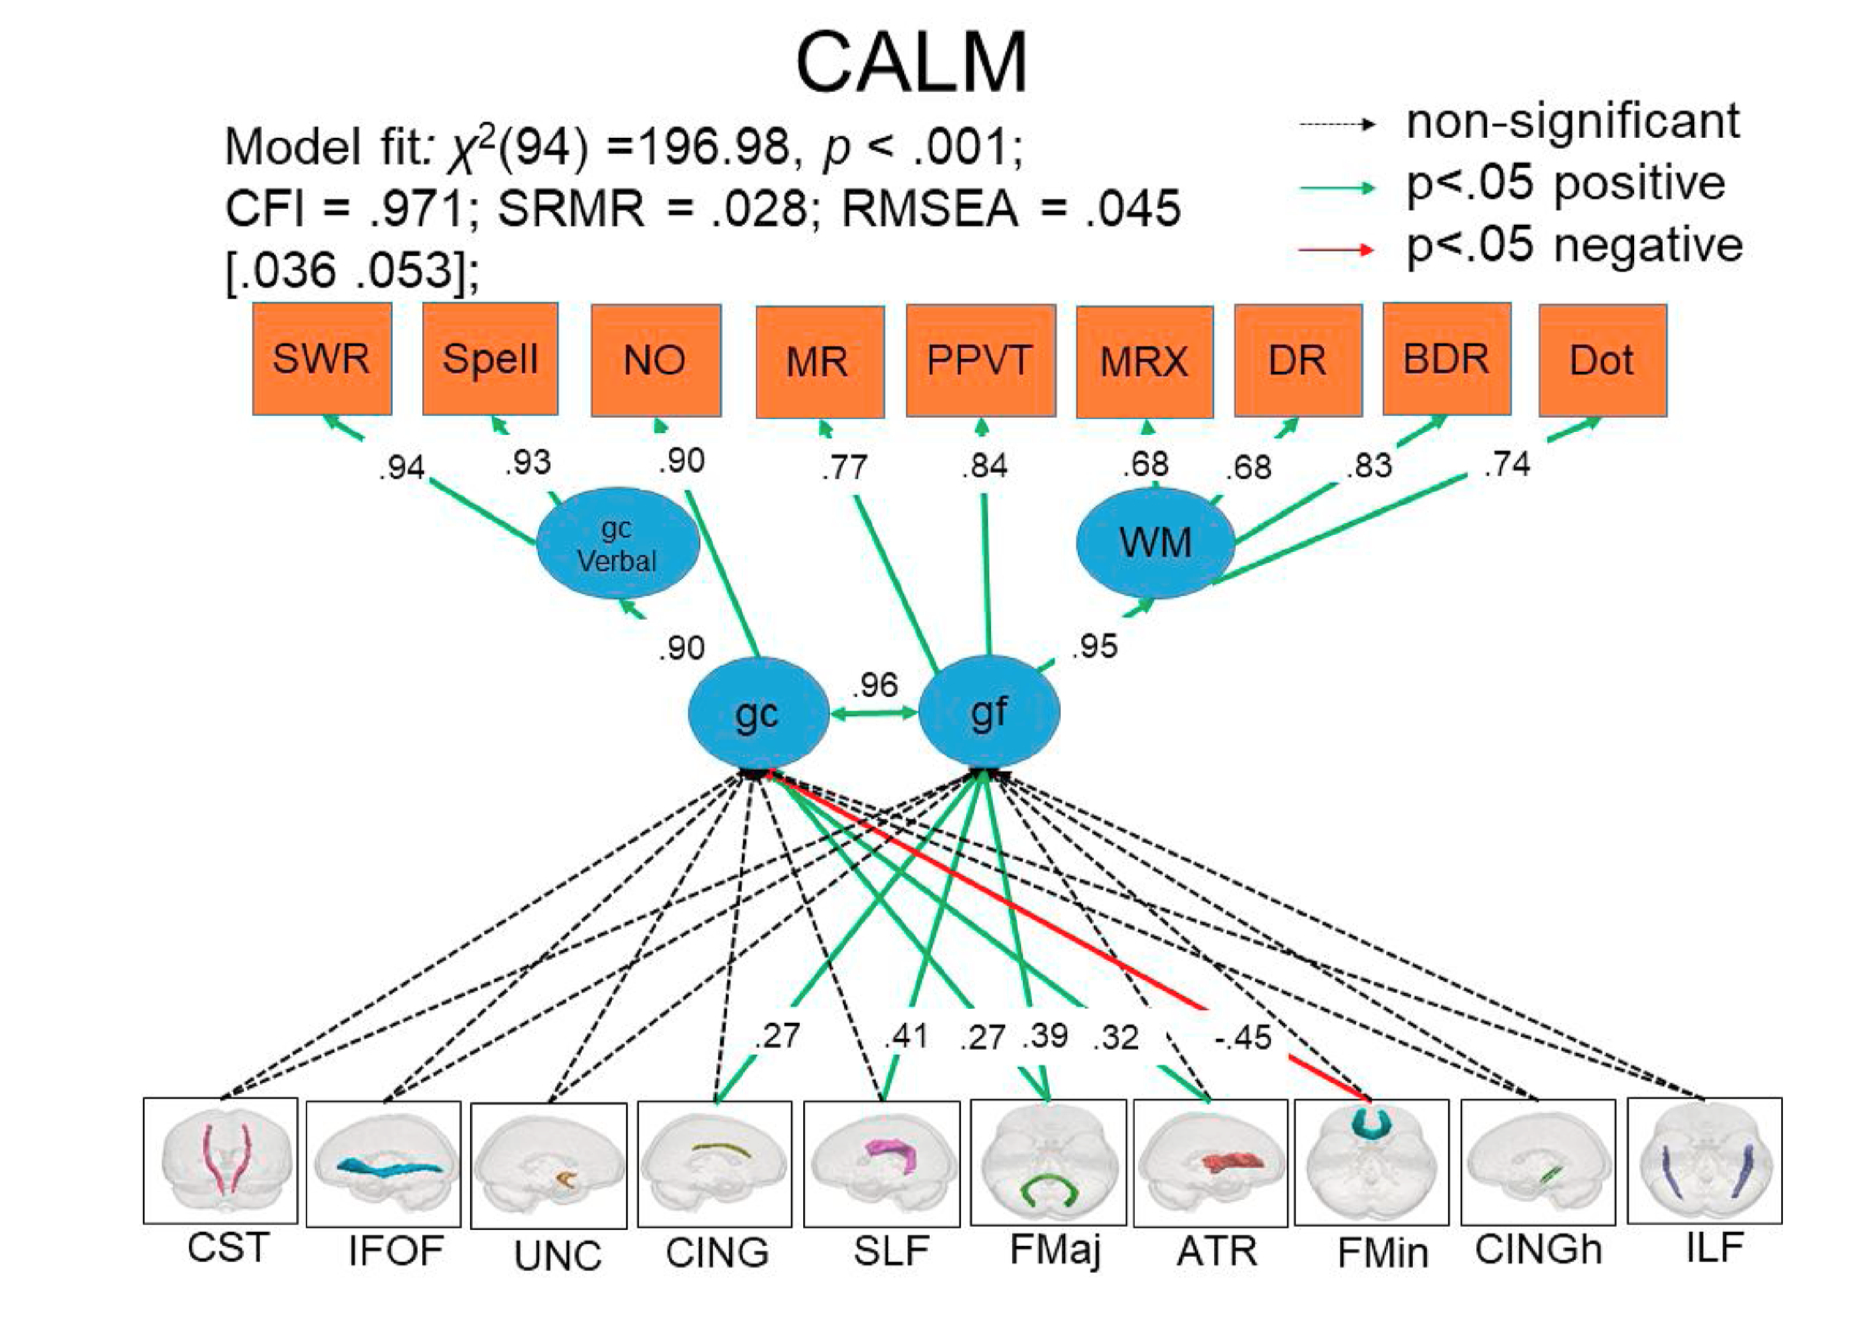 CALM
Model fit: χ²(94) =196.98, p < .001;
CFI = .971; SRMR = .028; RMSEA = .045
[.036 .053];
non-significant
p<.05 positive
p<.05 negative
SWR Spell NO MR PPVT MRX DR BDR Dot
.94 .93 .90 .77 .84 .68 .68 .83 .74
gc
Verbal
WM
.90 .95
.96
gc gf
.27 .41 .27 .39 .32 -.45
CST IFOF UNC CING SLF FMaj ATR FMin CINGh ILF